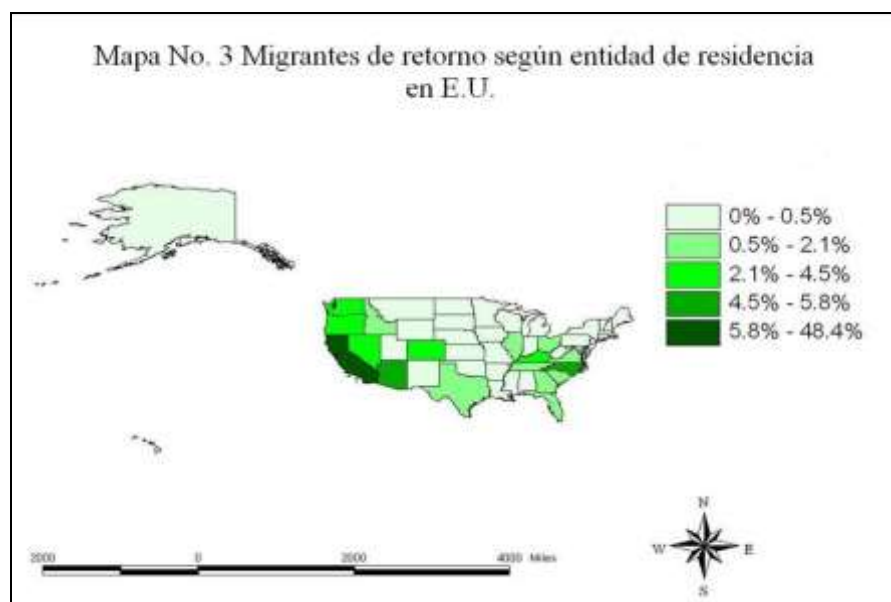 Mapa No. 3 Migrantes de retorno según entidad de residencia
en E.U.
0% - 0.5%
0.5% - 2.1%
2.1% - 4.5%
4.5% - 5.8%
5.8% - 48.4%
N
W E
S
2000 0 2000 4000 Miles